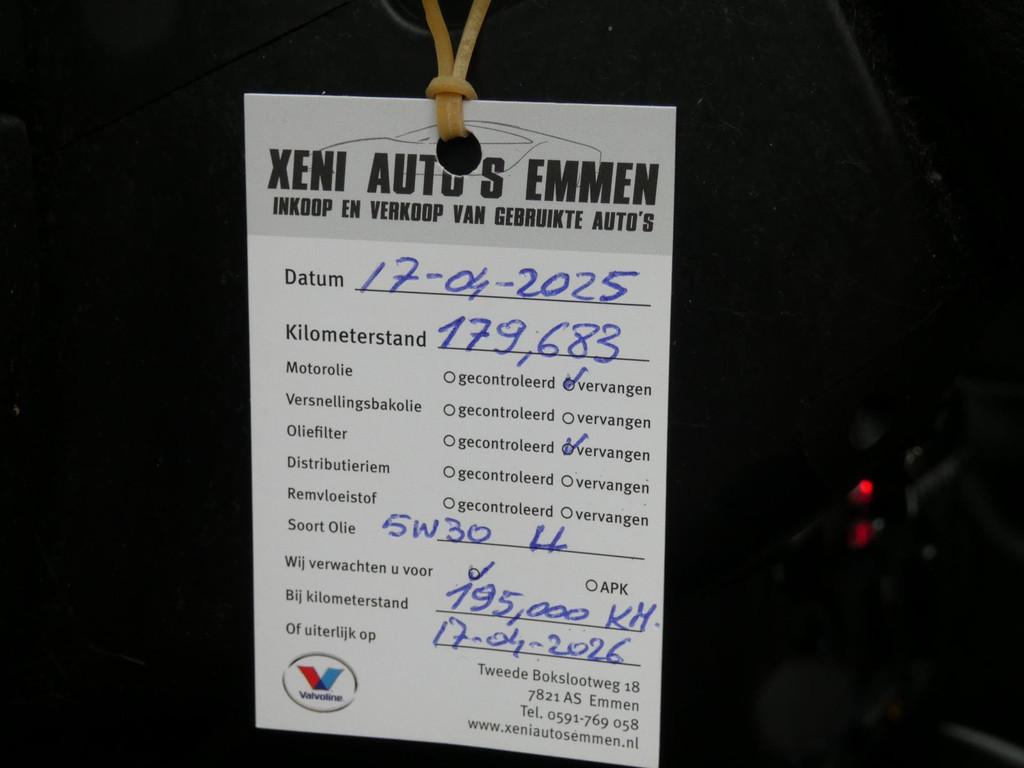 XENI AUTO'S EMMEN
INKOOP EN VERKOOP VAN GEBRUIKTE AUTO'S
Datum 17-04-2025
Kilometerstand 179,683
Motorolie gecontroleerd vervangen
Versnellingsbakolie gecontroleerd vervangen
Oliefilter gecontroleerd vervangen
Distributieriem gecontroleerd vervangen
Remvloeistof gecontroleerd vervangen
Soort Olie 5W30
Wij verwachten u voor APK
Bij kilometerstand 195,000 KM.
Of uiterlijk op 17-04-2026
Valvoline
Tweede Bokslootweg 18
7821 AS Emmen
Tel. 0591-769 058
www.xeniautosemmen.nl